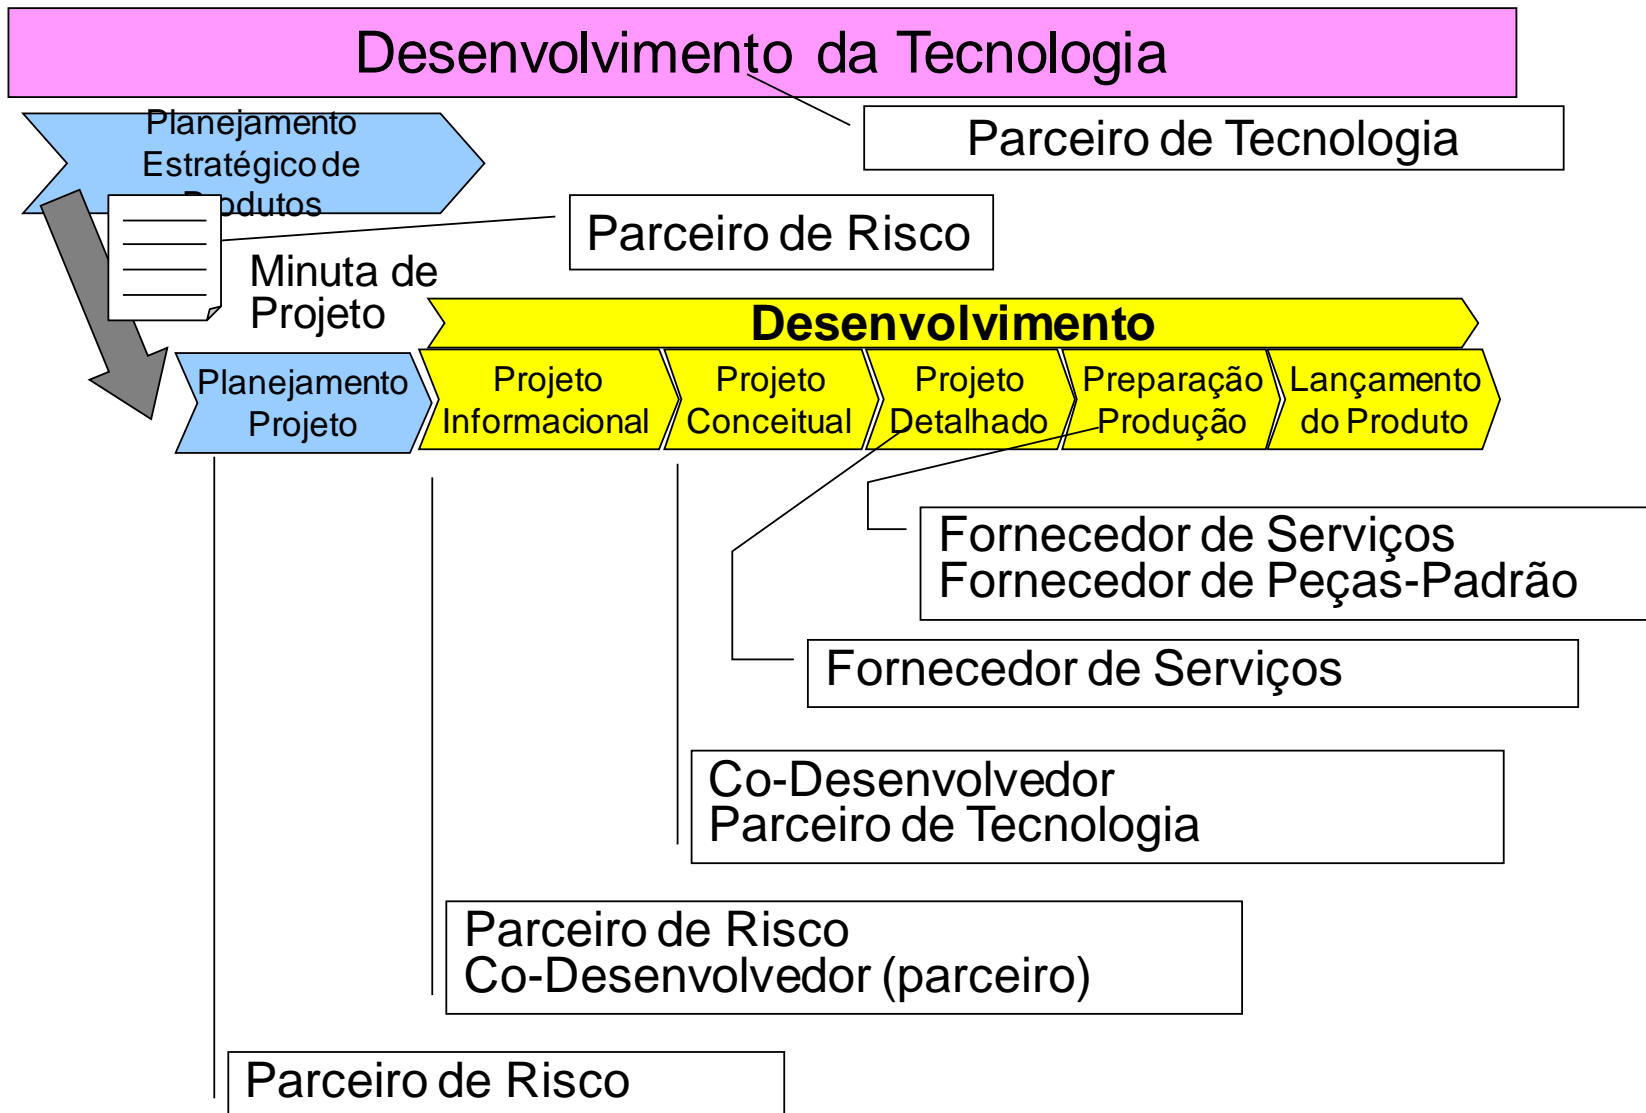 Desenvolvimento da Tecnologia
Parceiro de Tecnologia
Planejamento
Estratégico de
Produtos
Parceiro de Risco
Minuta de
Projeto
Desenvolvimento
Planejamento
Projeto
Projeto
Informacional
Projeto
Conceitual
Projeto
Detalhado
Preparação
Produção
Lançamento
do Produto
Fornecedor de Serviços
Fornecedor de Peças-Padrão
Fornecedor de Serviços
Co-Desenvolvedor
Parceiro de Tecnologia
Parceiro de Risco
Co-Desenvolvedor (parceiro)
Parceiro de Risco